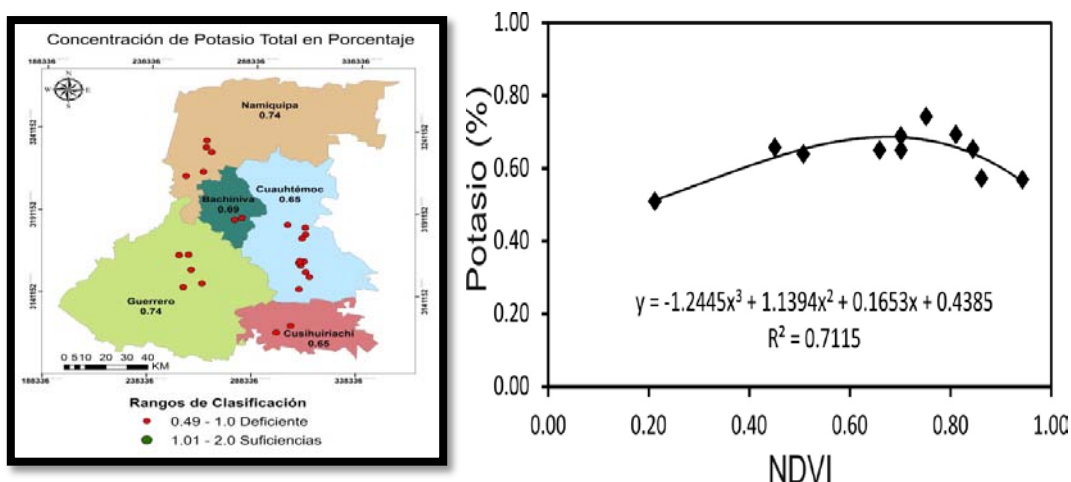 Concentración de Potasio Total en Porcentaje
188336 238336 288336 338336
N
W E
S
3241152
3191152
3141152
Namiquipa
0.74
Cuauhtémoc
0.65
Bachíniva
0.69
Guerrero
0.74
Cusihuiriachi
0.65
3241152
3191152
3141152
0 5 10 20 30 40
KM
188336 238336 288336 338336
Rangos de Clasificación
0.49 - 1.0 Deficiente
1.01 - 2.0 Suficiencias
Potasio (%)
1.00
0.80
0.60
0.40
0.20
0.00
y = -1.2445x³ + 1.1394x² + 0.1653x + 0.4385
R² = 0.7115
0.00 0.20 0.40 0.60 0.80 1.00
NDVI